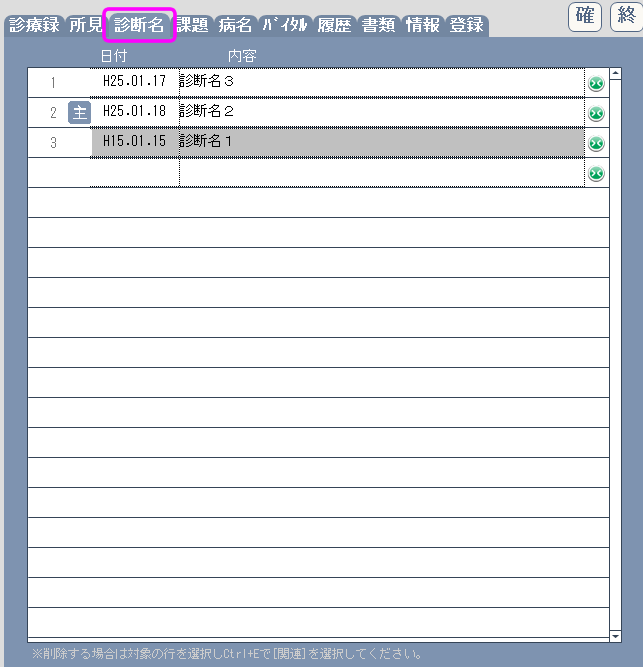 診療録 所見 診断名 課題 病名 ﾊﾞｲﾀﾙ 履歴 書類 情報 登録 確 終
日付 内容
1 H25.01.17 診断名３
2 主 H25.01.18 診断名２
3 H15.01.15 診断名１
※削除する場合は対象の行を選択しCtrl+Eで[関連]を選択してください。